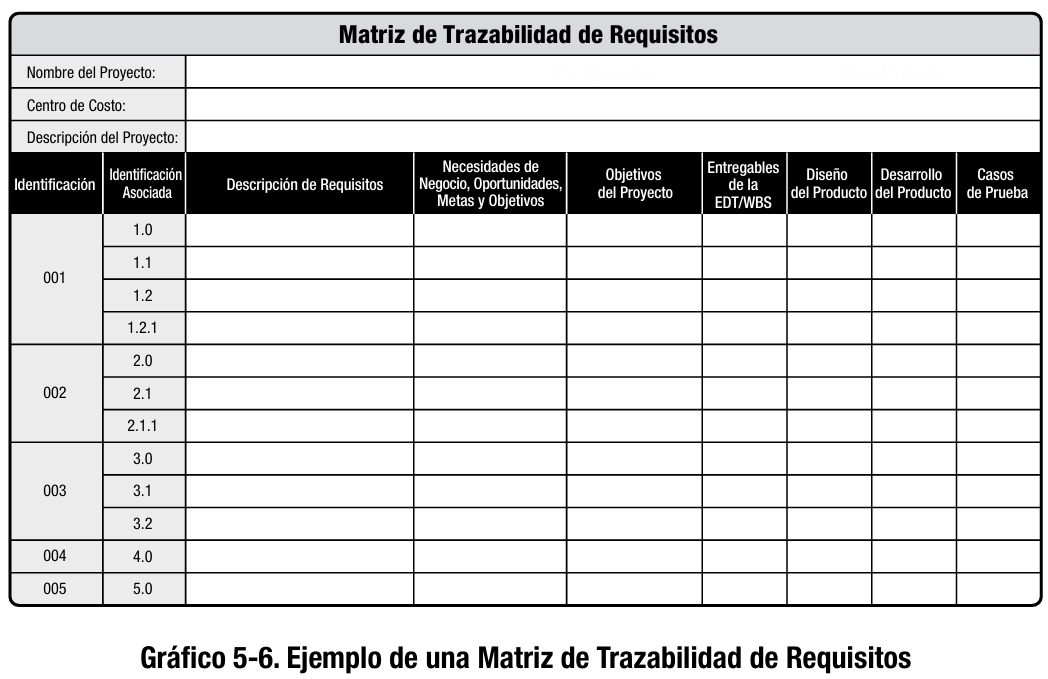 Matriz de Trazabilidad de Requisitos
Nombre del Proyecto:
Centro de Costo:
Descripción del Proyecto:
Identificación
Identificación
Asociada
Descripción de Requisitos
Necesidades de
Negocio, Oportunidades,
Metas y Objetivos
Objetivos
del Proyecto
Entregables
de la
EDT/WBS
Diseño
del Producto
Desarrollo
del Producto
Casos
de Prueba
001
1.0
1.1
1.2
1.2.1
002
2.0
2.1
2.1.1
003
3.0
3.1
3.2
004
4.0
005
5.0
Gráfico 5-6. Ejemplo de una Matriz de Trazabilidad de Requisitos